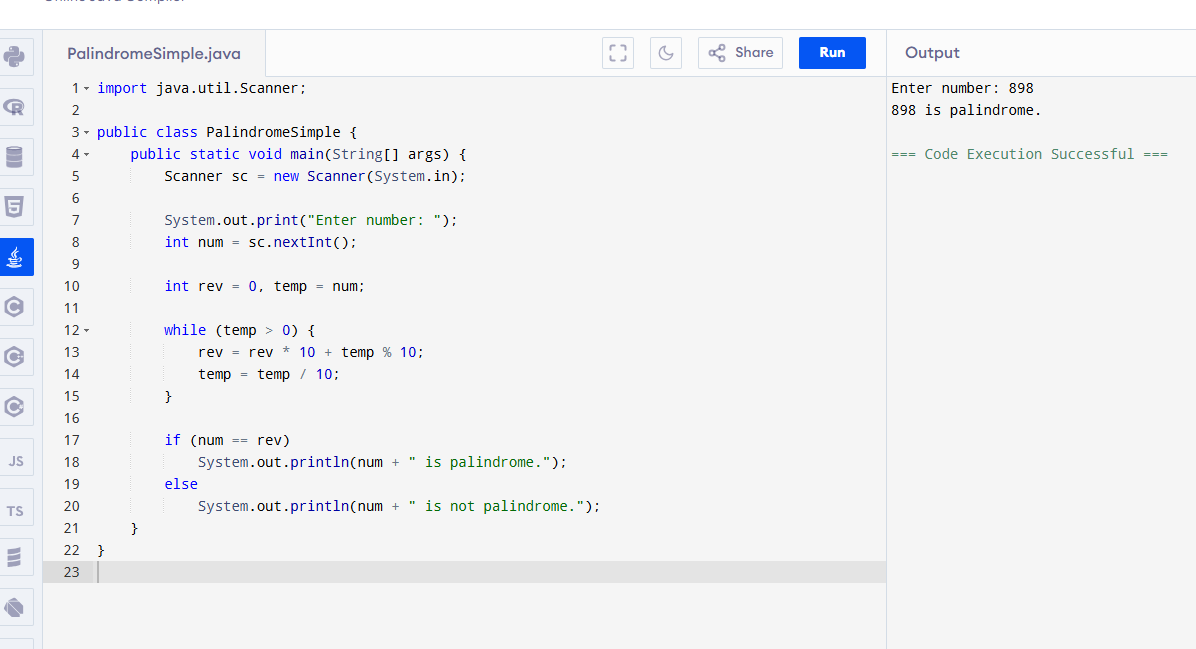 PalindromeSimple.java
Share
Run
Output
1 import java.util.Scanner;
2
3 public class PalindromeSimple {
4     public static void main(String[] args) {
5         Scanner sc = new Scanner(System.in);
6
7         System.out.print("Enter number: ");
8         int num = sc.nextInt();
9
10         int rev = 0, temp = num;
11
12         while (temp > 0) {
13             rev = rev * 10 + temp % 10;
14             temp = temp / 10;
15         }
16
17         if (num == rev)
18             System.out.println(num + " is palindrome.");
19         else
20             System.out.println(num + " is not palindrome.");
21     }
22 }
23
Enter number: 898
898 is palindrome.
=== Code Execution Successful ===
JS
TS